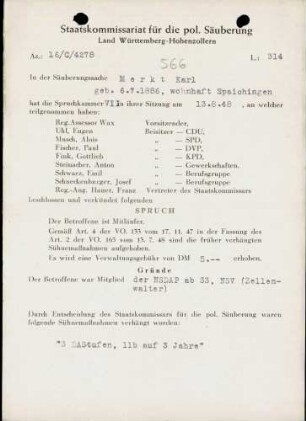 Staatskommissariat für die pol. Säuberung
Land Württemberg-Hohenzollern
Az.: 16/C/4278
L.: 314
566
In der Säuberungssache Merkt Karl
geb. 6.7.1886, wohnhaft Spaichingen
hat die Spruchkammer VII in ihrer Sitzung am 13.8.48, an welcher
teilgenommen haben:
Reg.Assessor Wax Vorsitzender,
Uhl, Eugen Beisitzer — CDU,
Musch, Alois „ — SPD,
Fischer, Paul „ — DVP,
Fink, Gottlieb „ — KPD,
Steinacher, Anton „ — Gewerkschaften,
Schwarz, Emil „ — Berufsgruppe
Schneckenberger, Josef „ — Berufsgruppe
Reg.-Ang. Hauer, Franz Vertreter des Staatskommissars
beschlossen und verkündet folgenden
SPRUCH
Der Betroffene ist Mitläufer.
Gemäß Art. 4 der VO. 133 vom 17. 11. 47 in der Fassung des
Art. 2 der VO. 165 vom 13. 7. 48 sind die früher verhängten
Sühnemaßnahmen aufgehoben.
Es wird eine Verwaltungsgebühr von DM 5.-- erhoben.
Gründe
Der Betroffene war Mitglied der NSDAP ab 33, NSV (Zellen-
walter)
Durch Entscheidung des Staatskommissars für die pol. Säuberung waren
folgende Sühnemaßnahmen verhängt worden:
"3 DAStufen, 11b auf 3 Jahre"